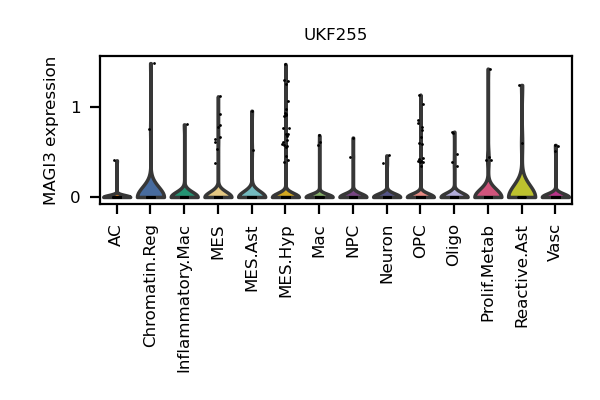 UKF255
MAGI3 expression
1
0
AC
Chromatin.Reg
Inflammatory.Mac
MES
MES.Ast
MES.Hyp
Mac
NPC
Neuron
OPC
Oligo
Prolif.Metab
Reactive.Ast
Vasc